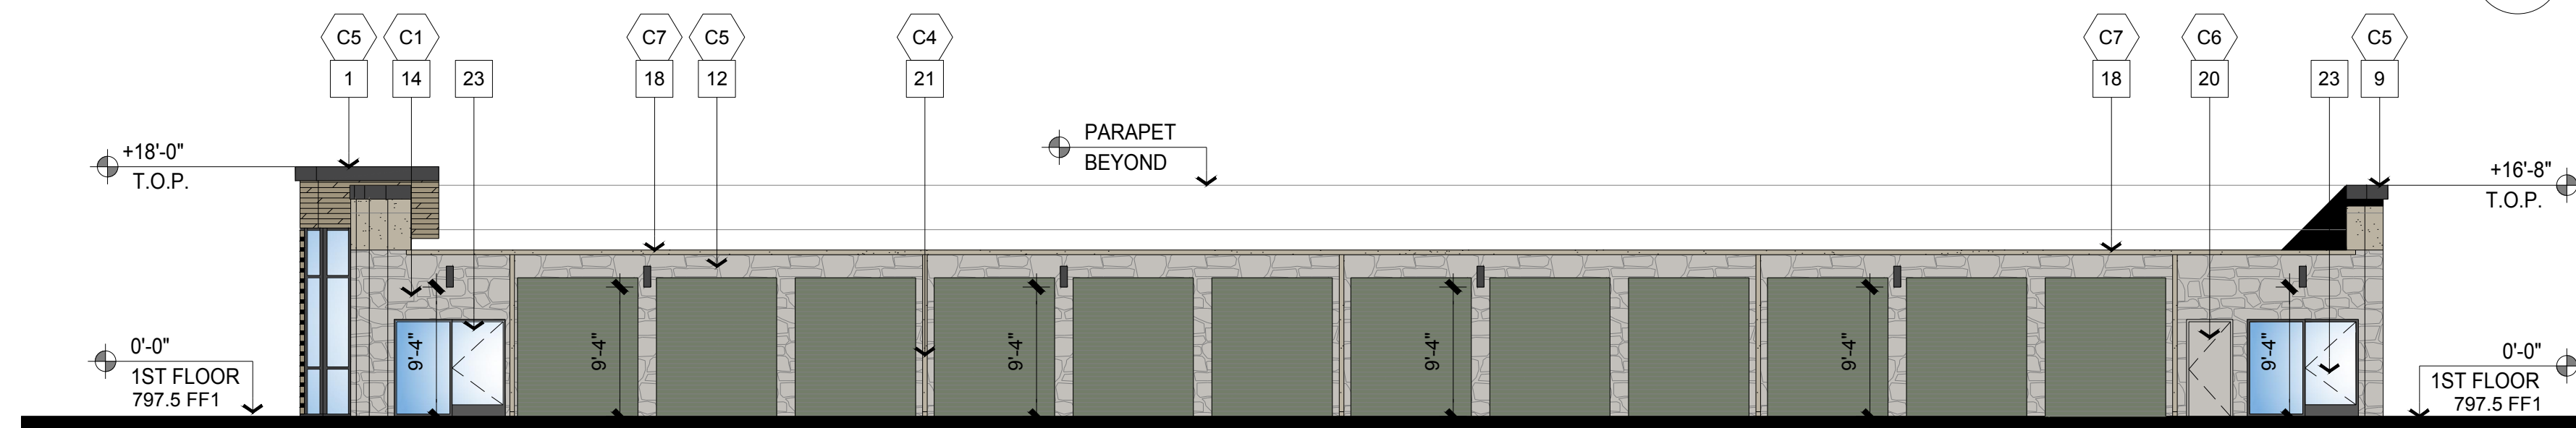 C5 C1 C7 C5 C4 C7 C6 C5
1 14 23 18 12 21 18 20 23 9
PARAPET
BEYOND
+18'-0"
T.O.P.
+16'-8"
T.O.P.
9'-4" 9'-4" 9'-4" 9'-4" 9'-4" 9'-4"
0'-0"
1ST FLOOR
797.5 FF1
0'-0"
1ST FLOOR
797.5 FF1